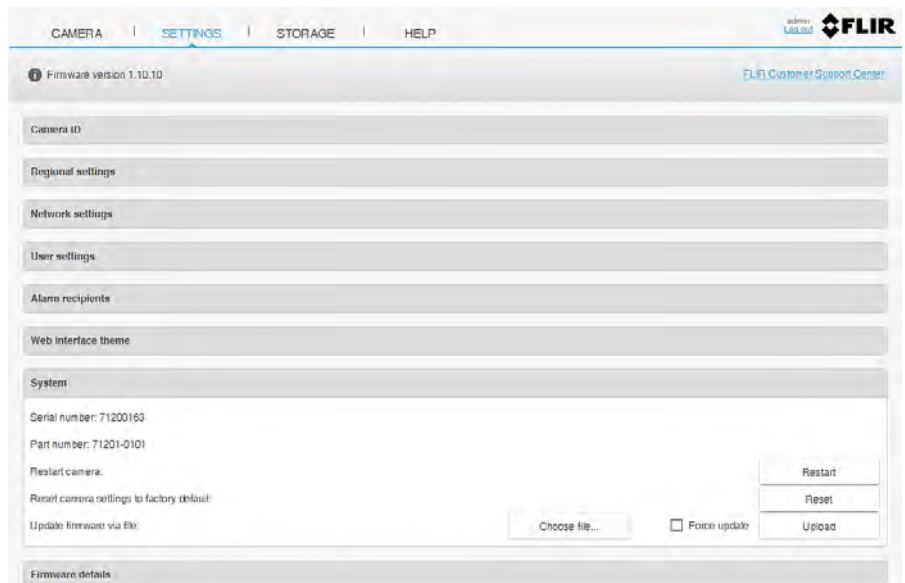 CAMERA | SETTINGS | STORAGE | HELP
admin
Log out
FLIR
Firmware version 1.10.10
FLIR Customer Support Center
Camera ID
Regional settings
Network settings
User settings
Alarm recipients
Web interface theme
System
Serial number: 71200163
Part number: 71201-0101
Restart camera: Restart
Reset camera settings to factory default: Reset
Update firmware via file: Choose file... Force update Upload
Firmware details